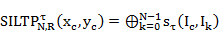 SILTP^τ_{N,R}(x_c,y_c) = ⊕^{N-1}_{k=0} s_τ(I_c,I_k)